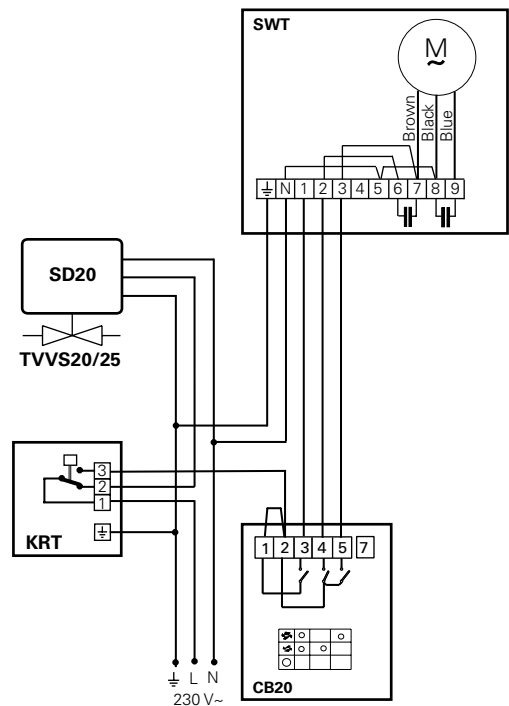 SWT
M
~
Brown
Black
Blue
N 1 2 3 4 5 6 7 8 9
SD20
TVVS20/25
3
2
1
KRT
1 2 3 4 5 7
CB20
L N
230 V~